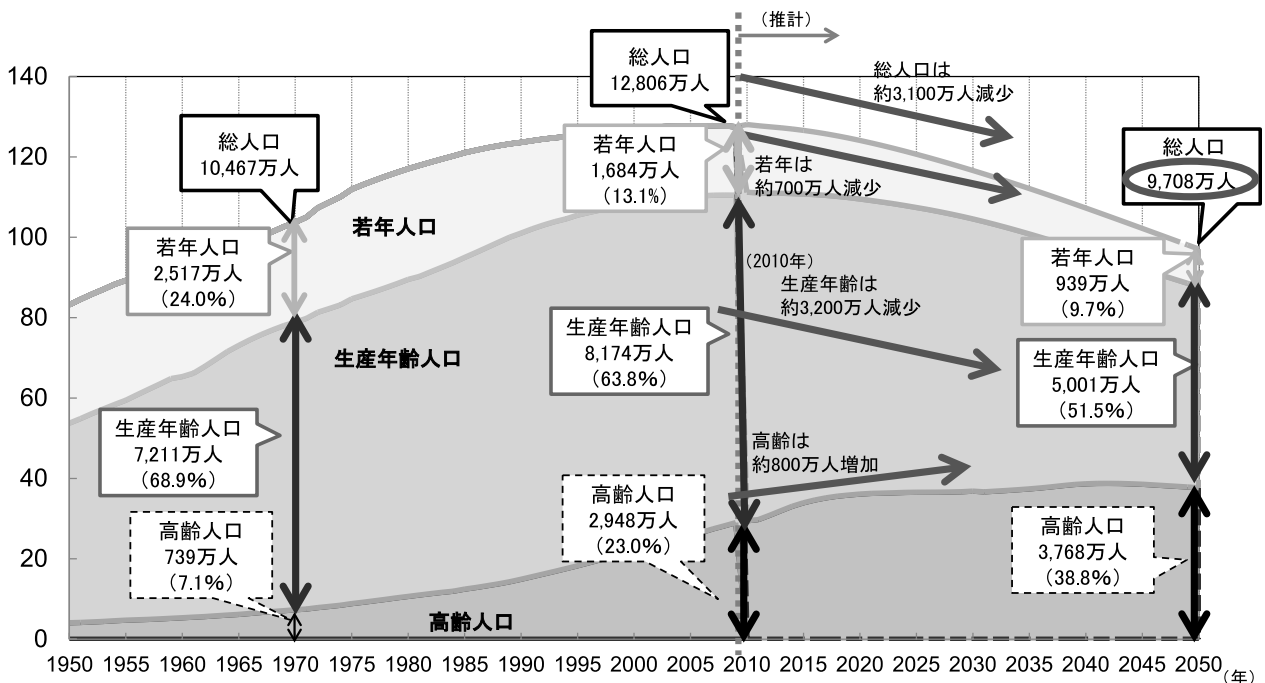 (推計)
140
120
100
80
60
40
20
0
総人口
10,467万人
若年人口
2,517万人
(24.0%)
生産年齢人口
7,211万人
(68.9%)
高齢人口
739万人
(7.1%)
若年人口
生産年齢人口
高齢人口
総人口
12,806万人
若年人口
1,684万人
(13.1%)
生産年齢人口
8,174万人
(63.8%)
高齢人口
2,948万人
(23.0%)
総人口は
約3,100万人減少
若年は
約700万人減少
(2010年)
生産年齢は
約3,200万人減少
高齢は
約800万人増加
総人口
9,708万人
若年人口
939万人
(9.7%)
生産年齢人口
5,001万人
(51.5%)
高齢人口
3,768万人
(38.8%)
1950 1955 1960 1965 1970 1975 1980 1985 1990 1995 2000 2005 2010 2015 2020 2025 2030 2035 2040 2045 2050 (年)